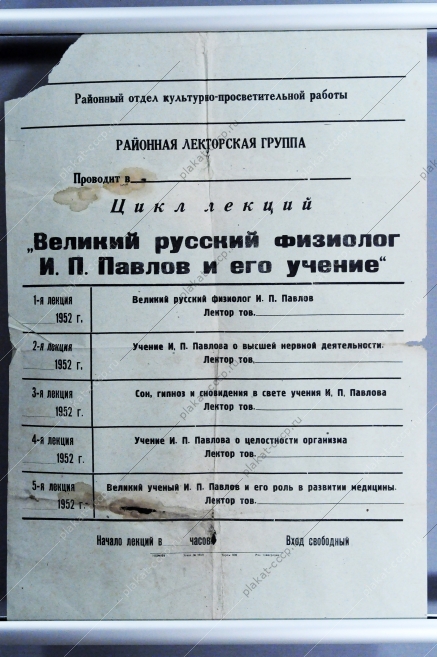 Районный отдел культурно-просветительной работы
РАЙОННАЯ ЛЕКТОРСКАЯ ГРУППА
Проводит в
Цикл лекций
„Великий русский физиолог
И. П. Павлов и его учение“
1-я лекция
1952 г.
Великий русский физиолог И. П. Павлов
Лектор тов.
2-я лекция
1952 г.
Учение И. П. Павлова о высшей нервной деятельности.
Лектор тов.
3-я лекция
1952 г.
Сон, гипноз и сновидения в свете учения И. П. Павлова
Лектор тов.
4-я лекция
1952 г.
Учение И. П. Павлова о целостности организма
Лектор тов.
5-я лекция
1952 г.
Великий ученый И. П. Павлов и его роль в развитии медицины.
Лектор тов.
Начало лекций в часов Вход свободный
plakat-cccp.ru